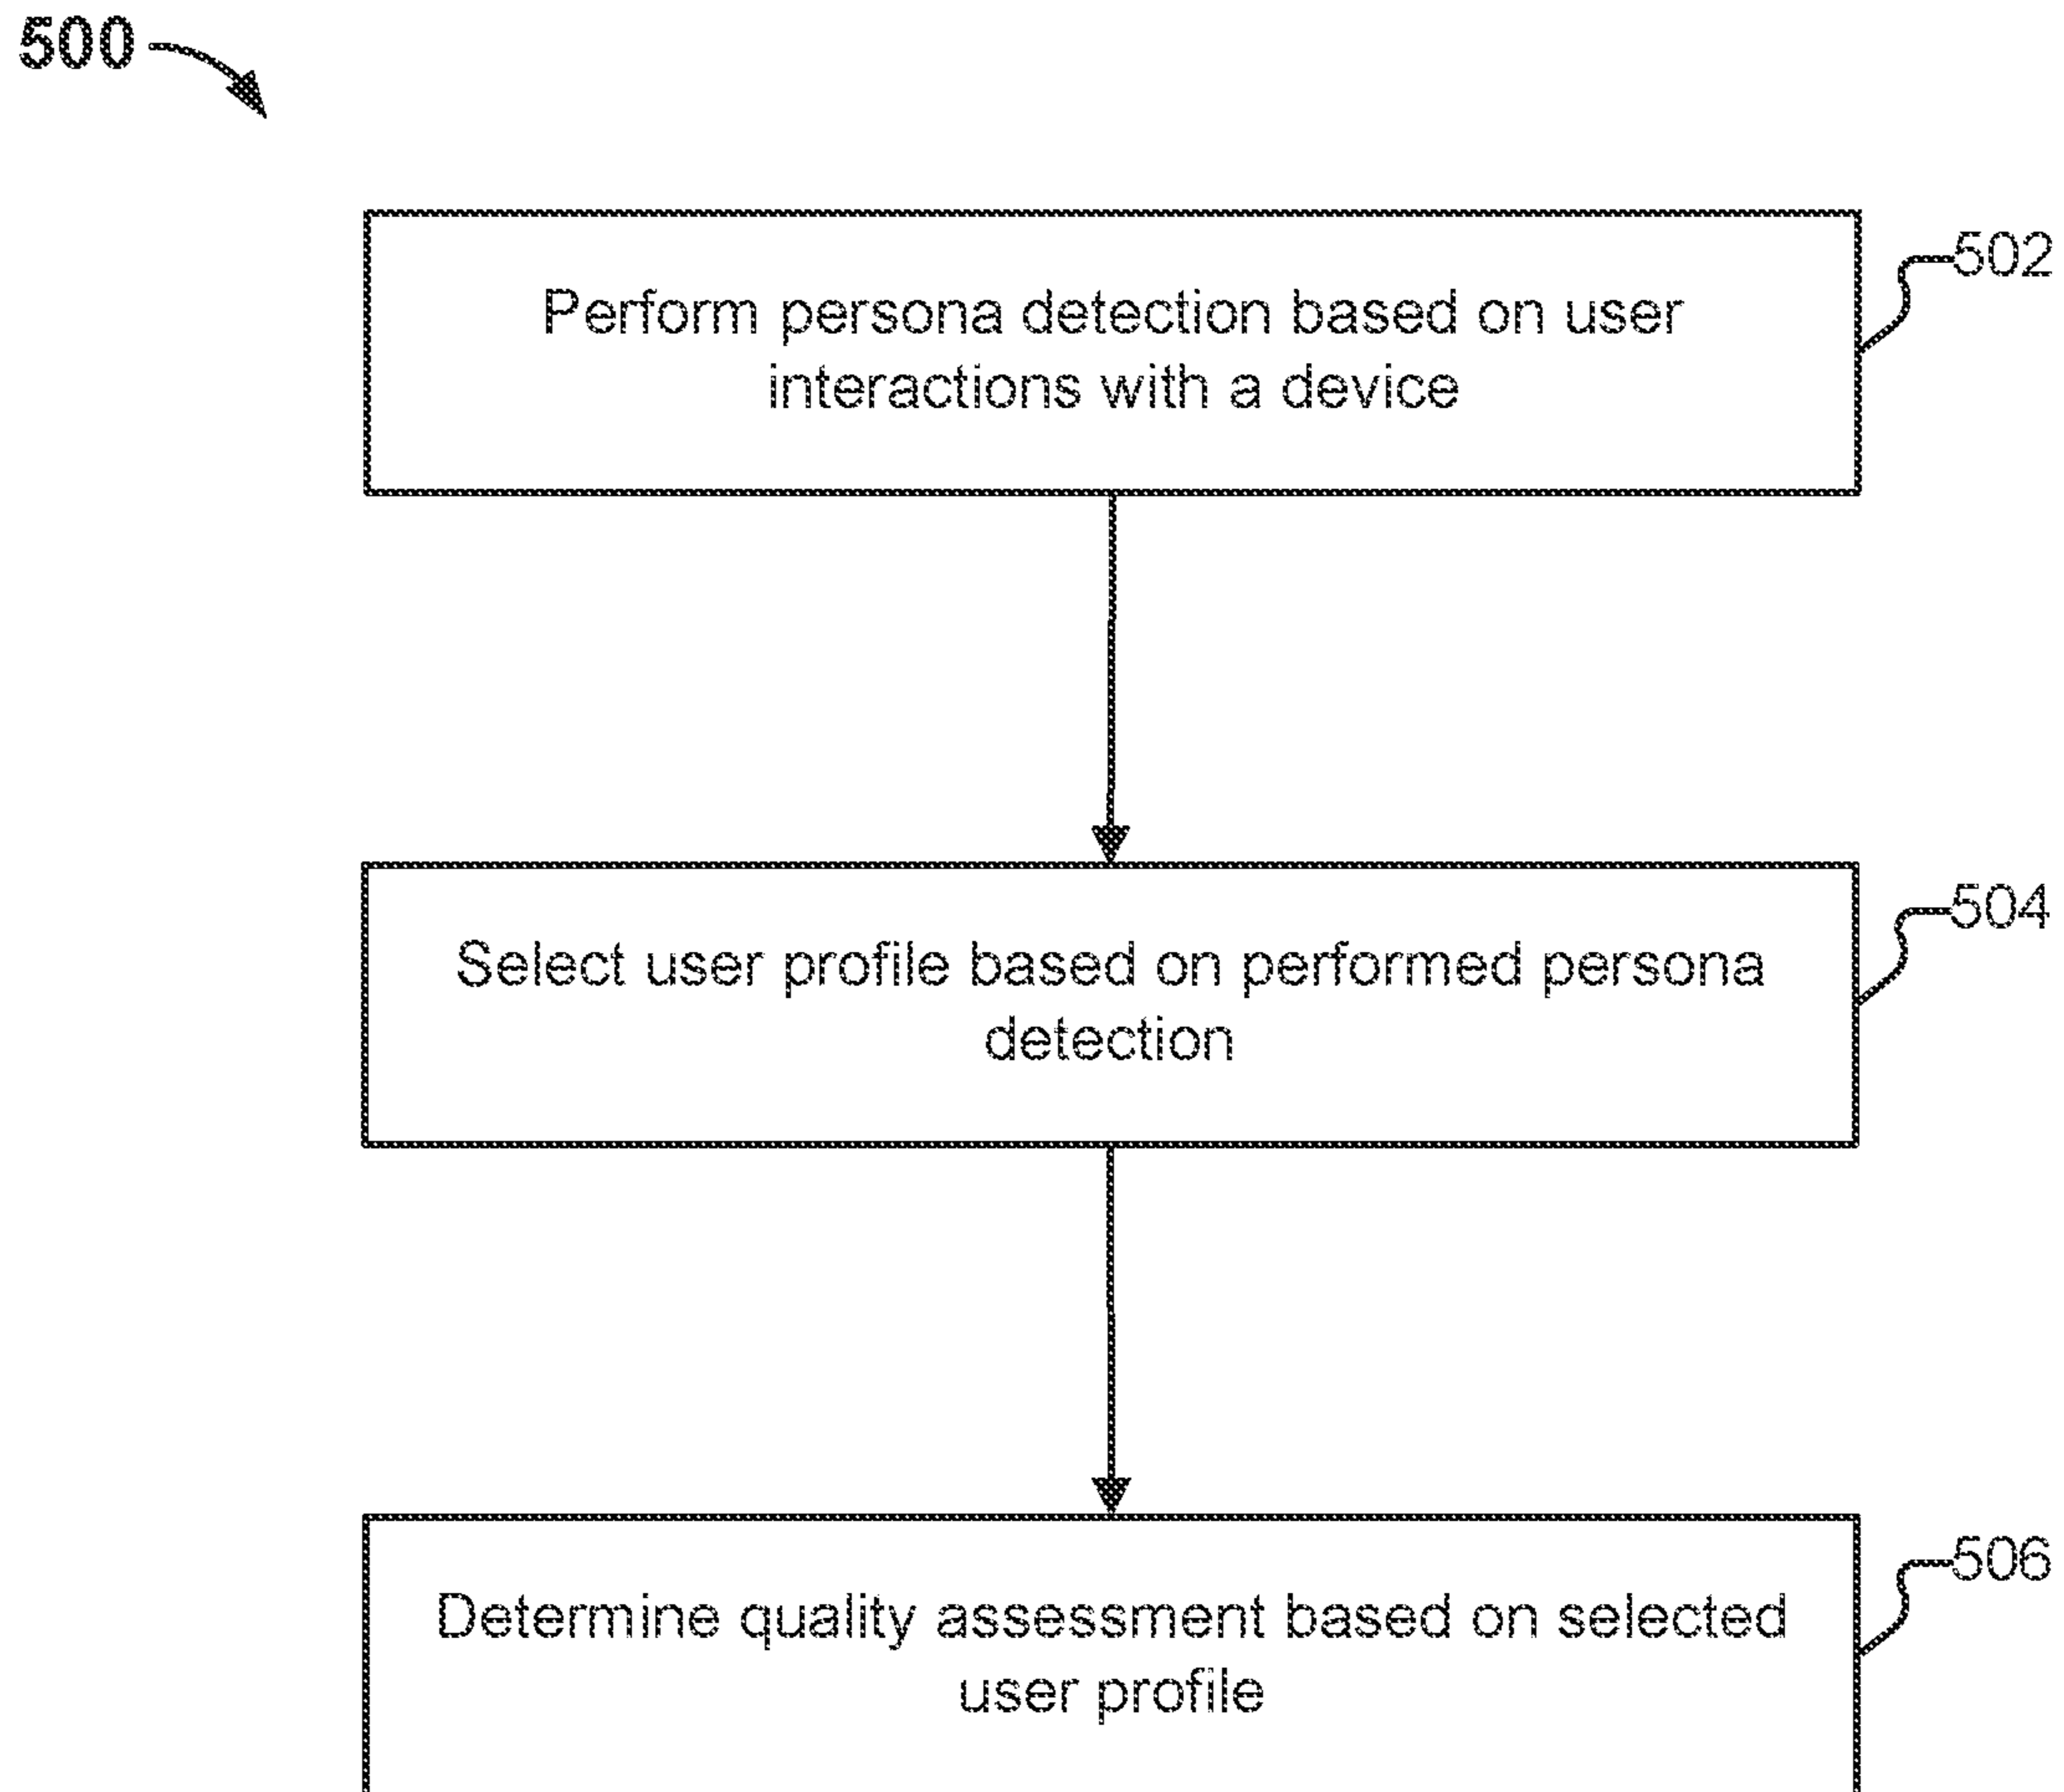 500
Perform persona detection based on user
interactions with a device
502
Select user profile based on performed persona
detection
504
Determine quality assessment based on selected
user profile
506